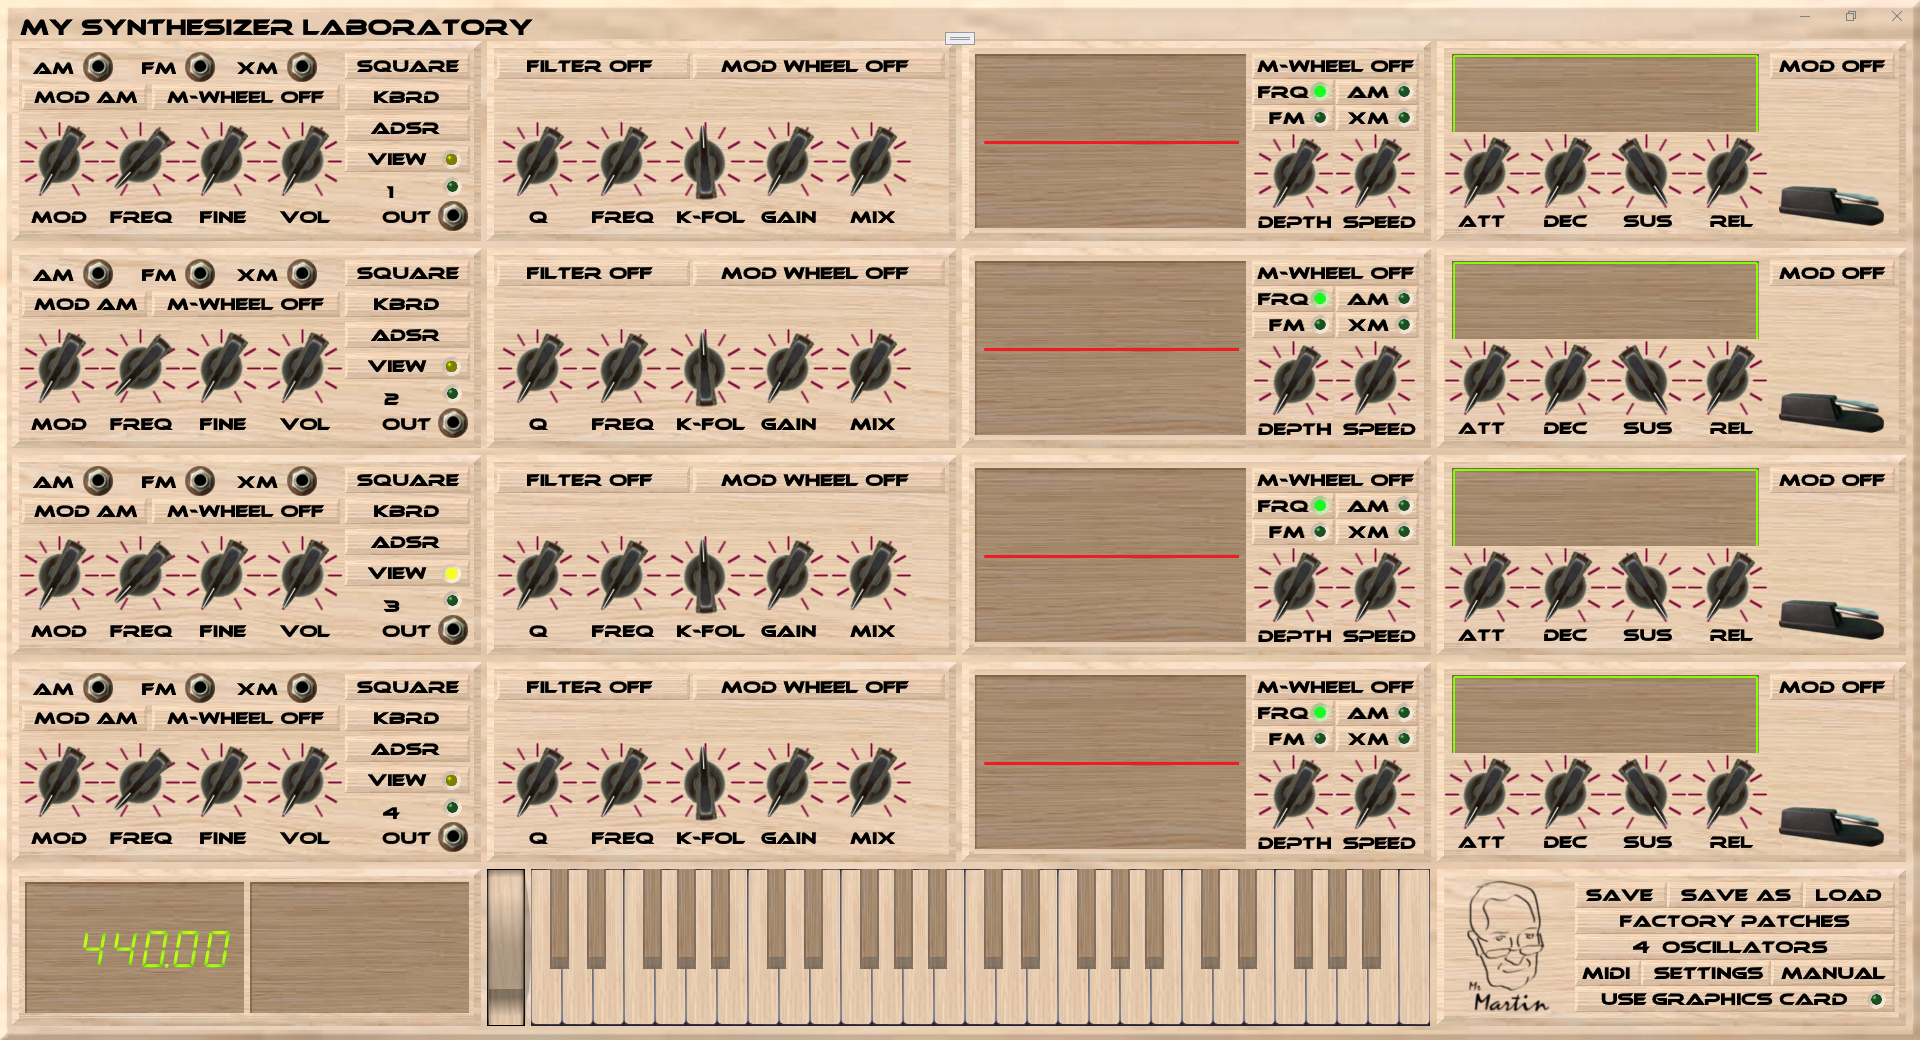 MY SYNTHESIZER LABORATORY
AM FM XM SQUARE FILTER OFF MOD WHEEL OFF M-WHEEL OFF MOD OFF
MOD AM M-WHEEL OFF KBRD FRQ AM
ADSR FM XM
VIEW
1
MOD FREQ FINE VOL OUT Q FREQ K-FOL GAIN MIX DEPTH SPEED ATT DEC SUS REL
AM FM XM SQUARE FILTER OFF MOD WHEEL OFF M-WHEEL OFF MOD OFF
MOD AM M-WHEEL OFF KBRD FRQ AM
ADSR FM XM
VIEW
2
MOD FREQ FINE VOL OUT Q FREQ K-FOL GAIN MIX DEPTH SPEED ATT DEC SUS REL
AM FM XM SQUARE FILTER OFF MOD WHEEL OFF M-WHEEL OFF MOD OFF
MOD AM M-WHEEL OFF KBRD FRQ AM
ADSR FM XM
VIEW
3
MOD FREQ FINE VOL OUT Q FREQ K-FOL GAIN MIX DEPTH SPEED ATT DEC SUS REL
AM FM XM SQUARE FILTER OFF MOD WHEEL OFF M-WHEEL OFF MOD OFF
MOD AM M-WHEEL OFF KBRD FRQ AM
ADSR FM XM
VIEW
4
MOD FREQ FINE VOL OUT Q FREQ K-FOL GAIN MIX DEPTH SPEED ATT DEC SUS REL
440.00
Mr Martin
SAVE SAVE AS LOAD
FACTORY PATCHES
4 OSCILLATORS
MIDI SETTINGS MANUAL
USE GRAPHICS CARD